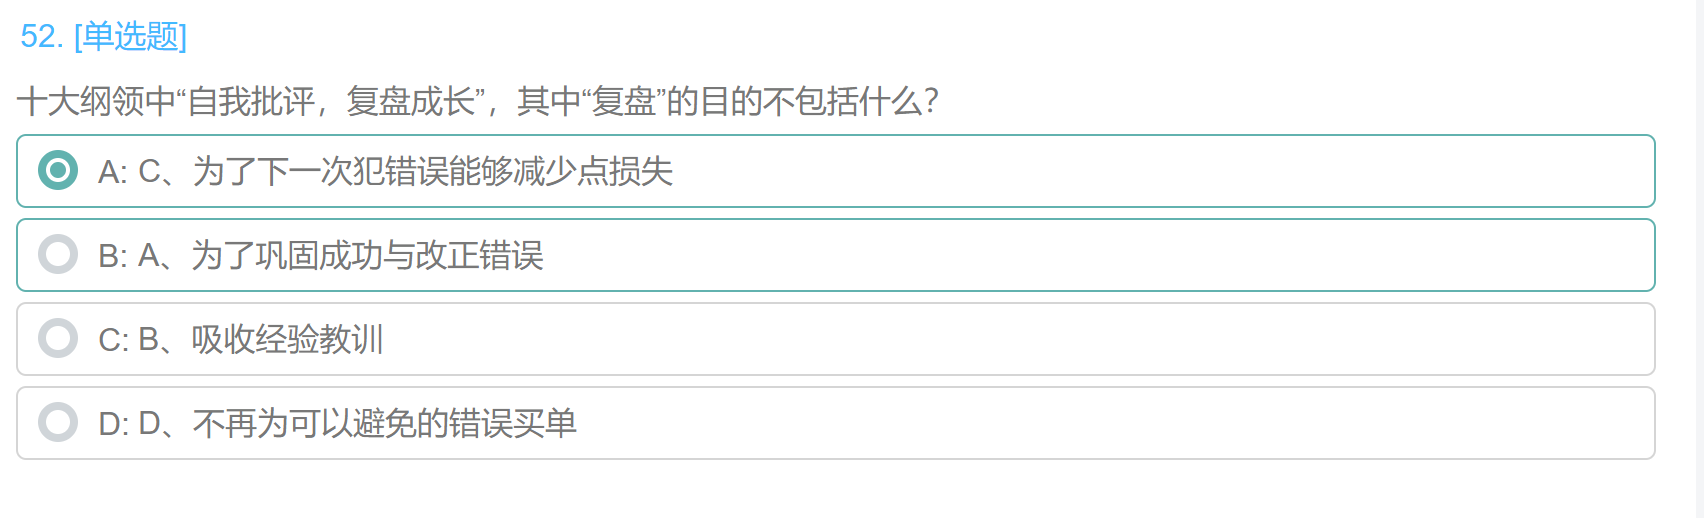 52. [单选题]
十大纲领中“自我批评，复盘成长”，其中“复盘”的目的不包括什么？
A: C、为了下一次犯错误能够减少点损失
B: A、为了巩固成功与改正错误
C: B、吸收经验教训
D: D、不再为可以避免的错误买单